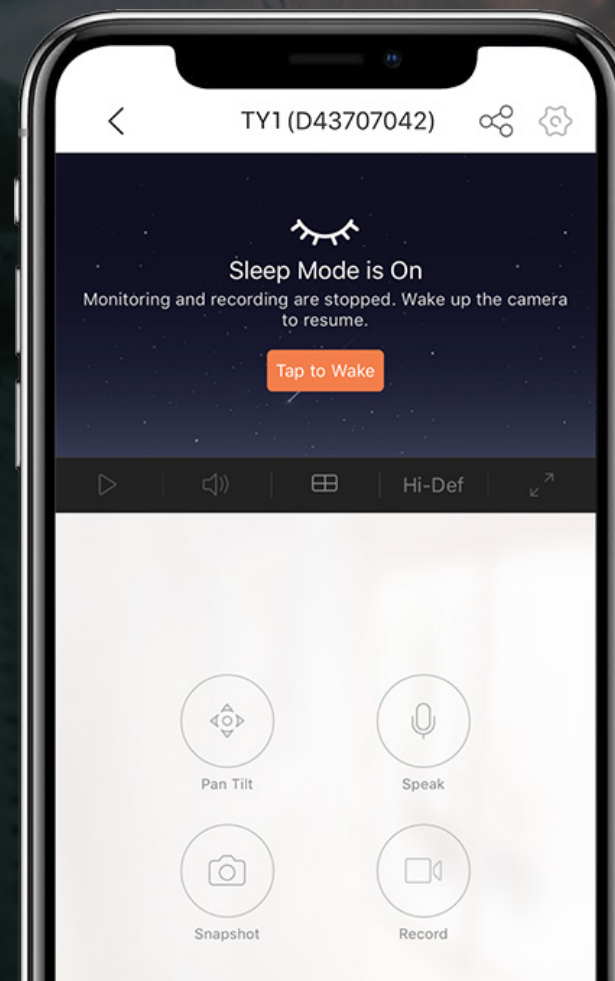 TY1(D43707042)
Sleep Mode is On
Monitoring and recording are stopped. Wake up the camera
to resume.
Tap to Wake
Hi-Def
Pan Tilt
Speak
Snapshot
Record